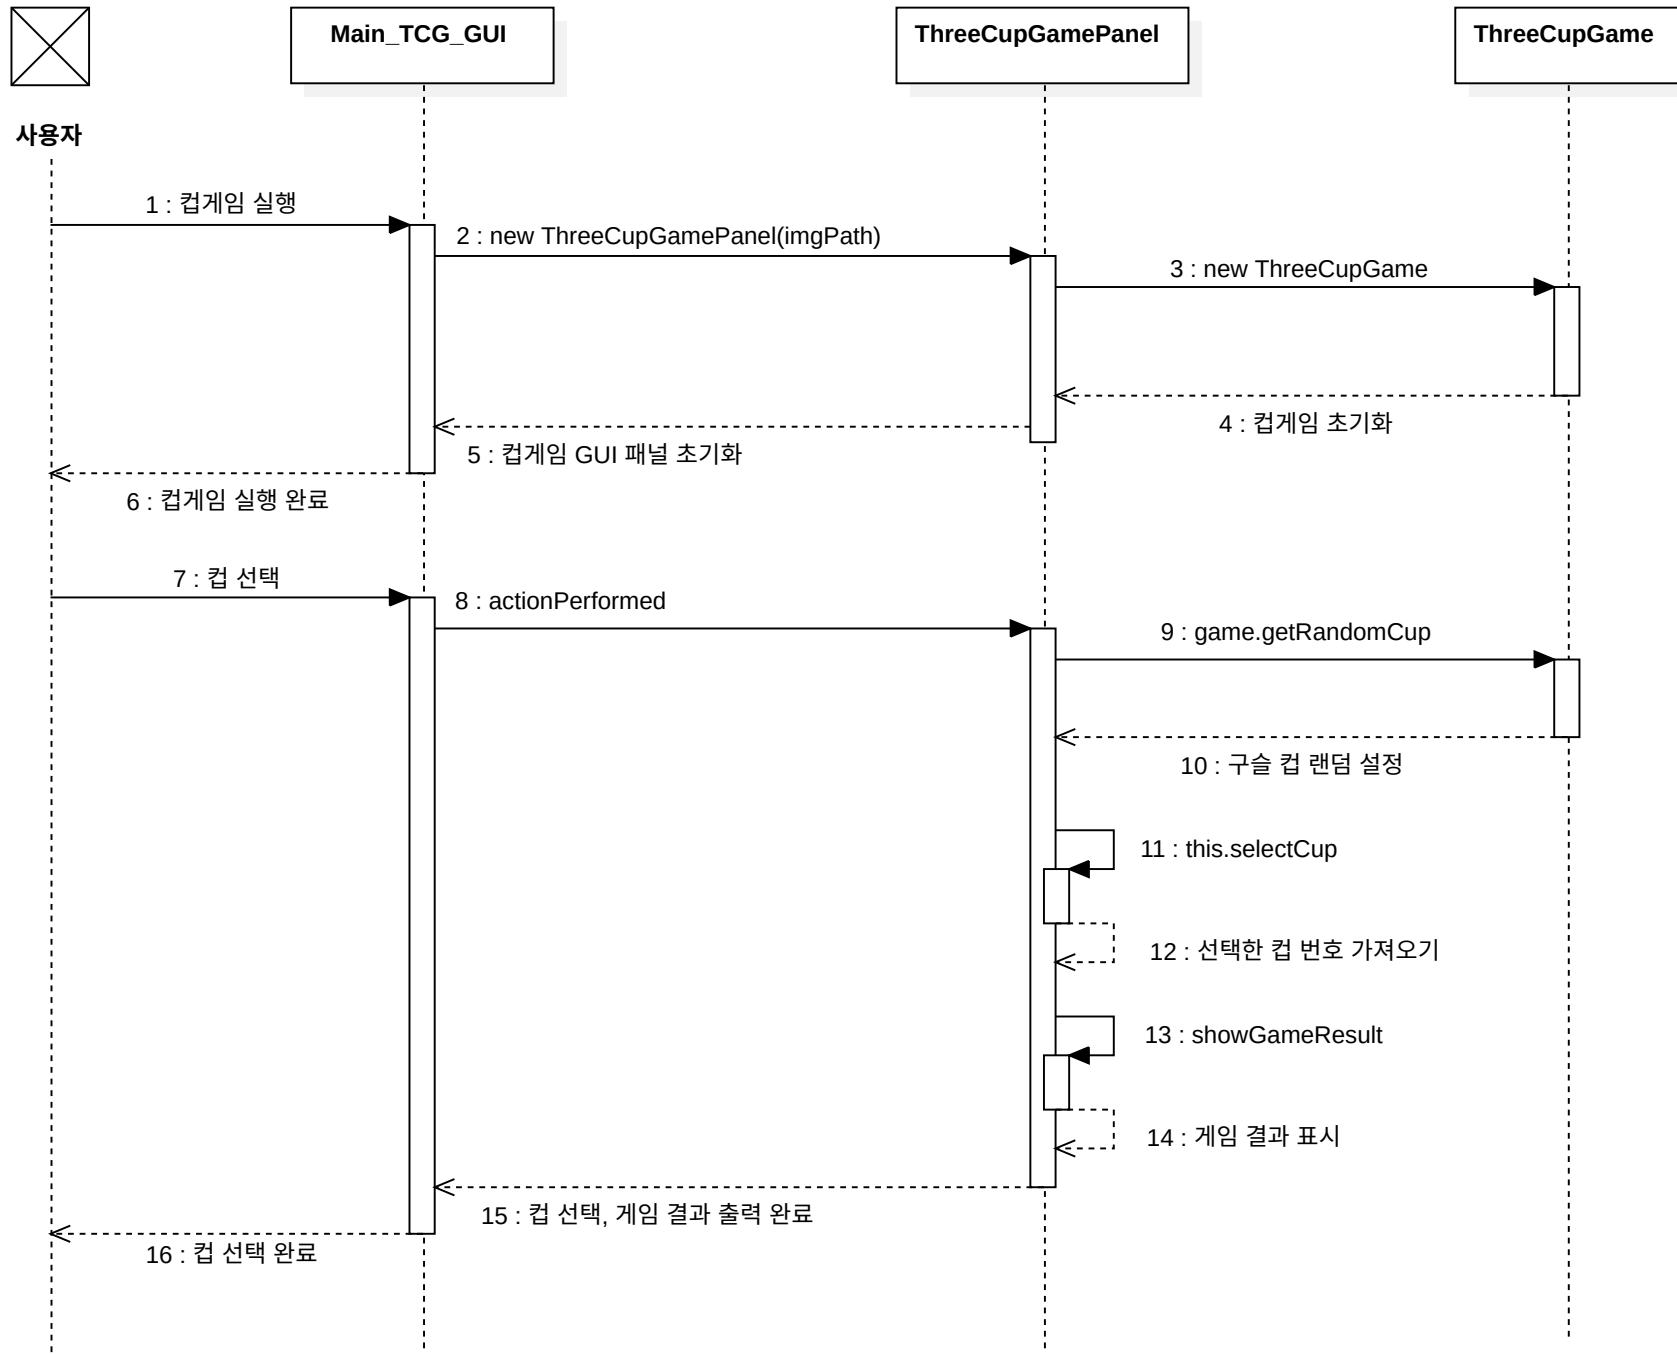 Main_TCG_GUI
ThreeCupGamePanel
ThreeCupGame
사용자
1 : 컵게임 실행
2 : new ThreeCupGamePanel(imgPath)
3 : new ThreeCupGame
4 : 컵게임 초기화
5 : 컵게임 GUI 패널 초기화
6 : 컵게임 실행 완료
7 : 컵 선택
8 : actionPerformed
9 : game.getRandomCup
10 : 구슬 컵 랜덤 설정
11 : this.selectCup
12 : 선택한 컵 번호 가져오기
13 : showGameResult
14 : 게임 결과 표시
15 : 컵 선택, 게임 결과 출력 완료
16 : 컵 선택 완료